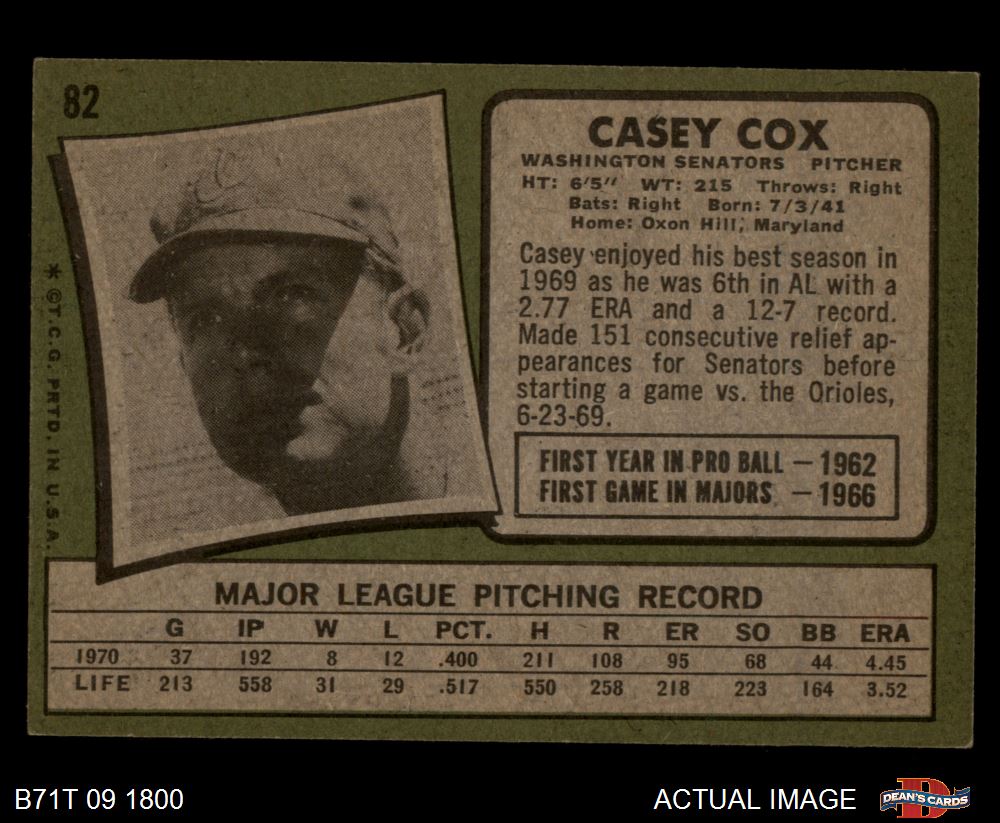 82
CASEY COX
WASHINGTON SENATORS PITCHER
HT: 6'5" WT: 215 Throws: Right
Bats: Right Born: 7/3/41
Home: Oxon Hill, Maryland
Casey enjoyed his best season in
1969 as he was 6th in AL with a
2.77 ERA and a 12-7 record.
Made 151 consecutive relief ap-
pearances for Senators before
starting a game vs. the Orioles,
6-23-69.
FIRST YEAR IN PRO BALL — 1962
FIRST GAME IN MAJORS — 1966
* © T.C.G. PRTD. IN U.S.A.
MAJOR LEAGUE PITCHING RECORD
G IP W L PCT. H R ER SO BB ERA
1970 37 192 8 12 .400 211 108 95 68 44 4.45
LIFE 213 558 31 29 .517 550 258 218 223 164 3.52
B71T 09 1800
ACTUAL IMAGE
DEAN'S CARDS